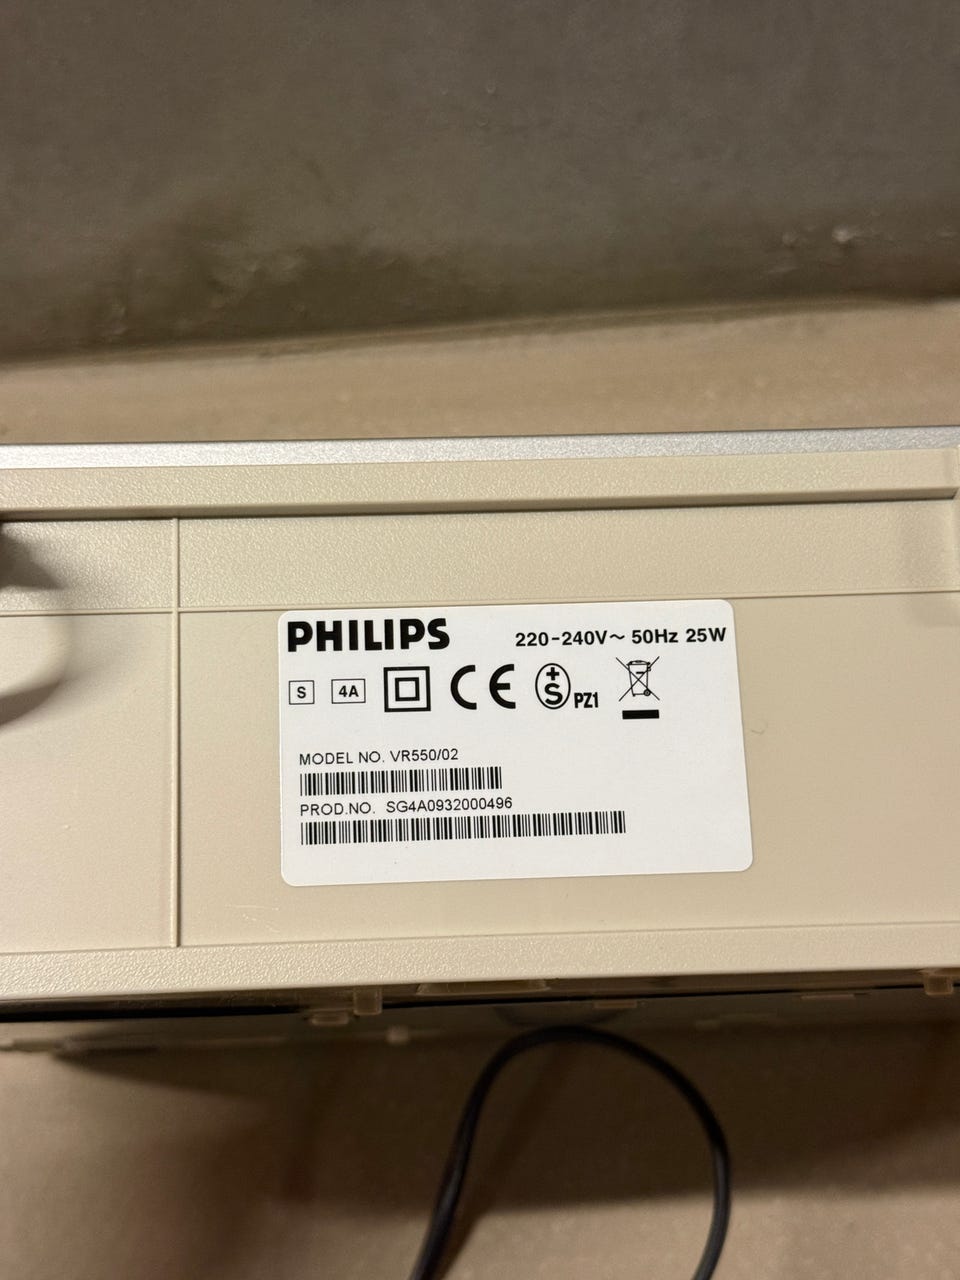 PHILIPS 220-240V~ 50Hz 25W
S 4A CE +S PZ1
MODEL NO. VR550/02
PROD.NO. SG4A0932000496